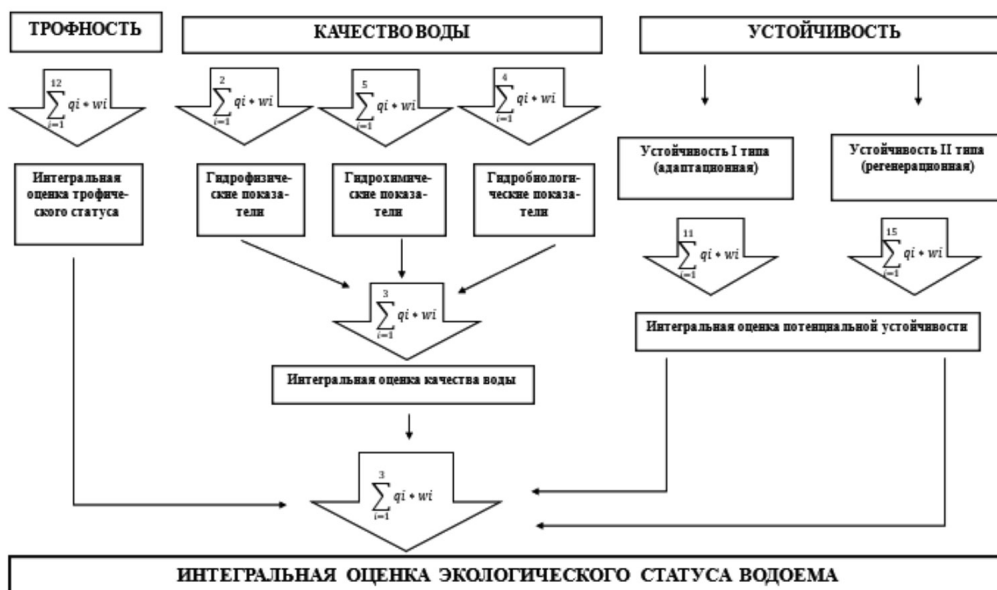 ТРОФНОСТЬ
КАЧЕСТВО ВОДЫ
УСТОЙЧИВОСТЬ
12
∑ qi * wi
i=1
2
∑ qi * wi
i=1
5
∑ qi * wi
i=1
4
∑ qi * wi
i=1
Интегральная
оценка трофиче-
ского статуса
Гидрофизиче-
ские показа-
тели
Гидрохимиче-
ские показа-
тели
Гидробиологи-
ческие показа-
тели
Устойчивость I типа
(адаптационная)
Устойчивость II типа
(регенерационная)
11
∑ qi * wi
i=1
15
∑ qi * wi
i=1
3
∑ qi * wi
i=1
Интегральная оценка потенциальной устойчивости
Интегральная оценка качества воды
3
∑ qi * wi
i=1
ИНТЕГРАЛЬНАЯ ОЦЕНКА ЭКОЛОГИЧЕСКОГО СТАТУСА ВОДОЕМА